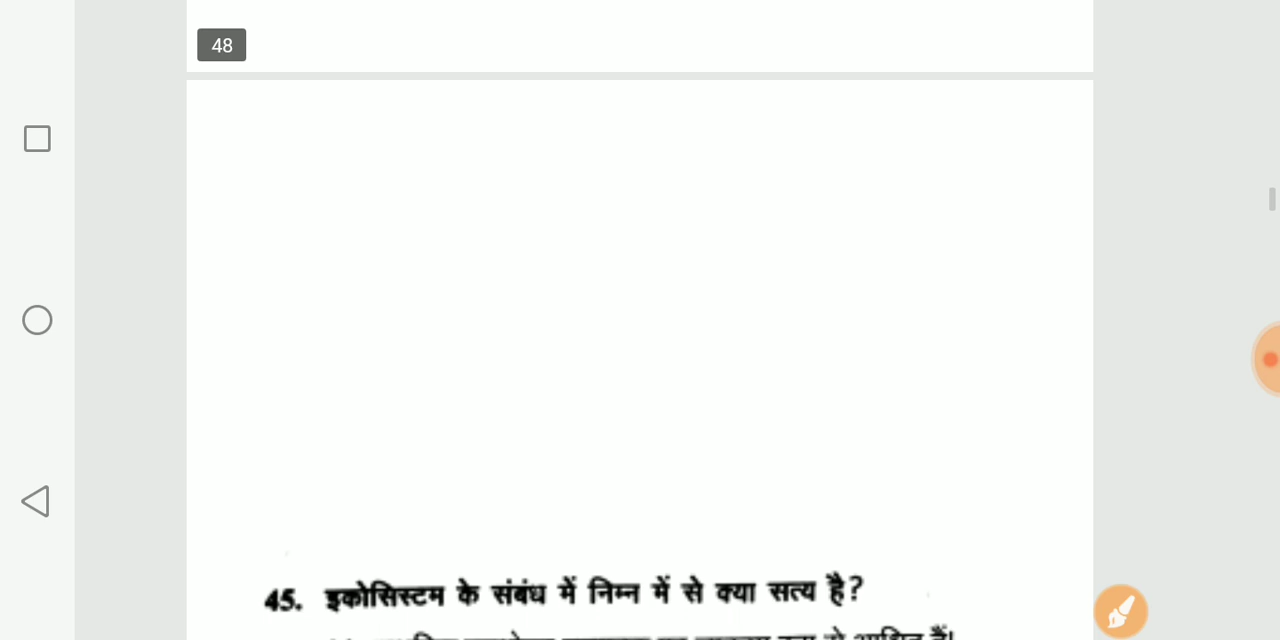 48
45. इकोसिस्टम के संबंध में निम्न में से क्या सत्य है?